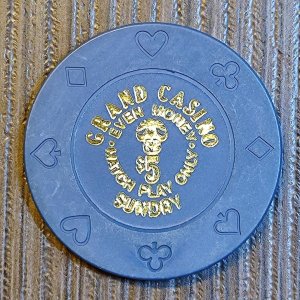 GRAND CASINO
EVEN MONEY
$5
MATCH PLAY ONLY
SUNDAY